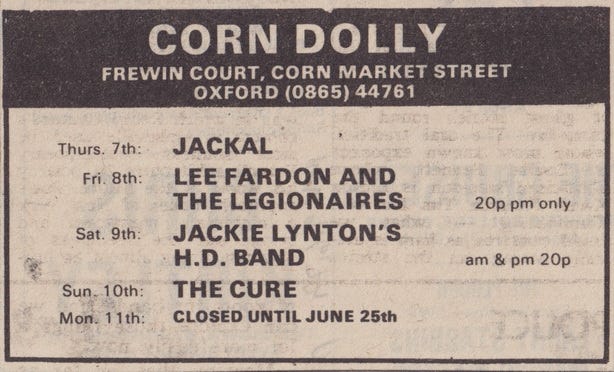 CORN DOLLY
FREWIN COURT, CORN MARKET STREET
OXFORD (0865) 44761
Thurs. 7th: JACKAL
Fri. 8th: LEE FARDON AND
THE LEGIONAIRES 20p pm only
Sat. 9th: JACKIE LYNTON'S
H.D. BAND am & pm 20p
Sun. 10th: THE CURE
Mon. 11th: CLOSED UNTIL JUNE 25th